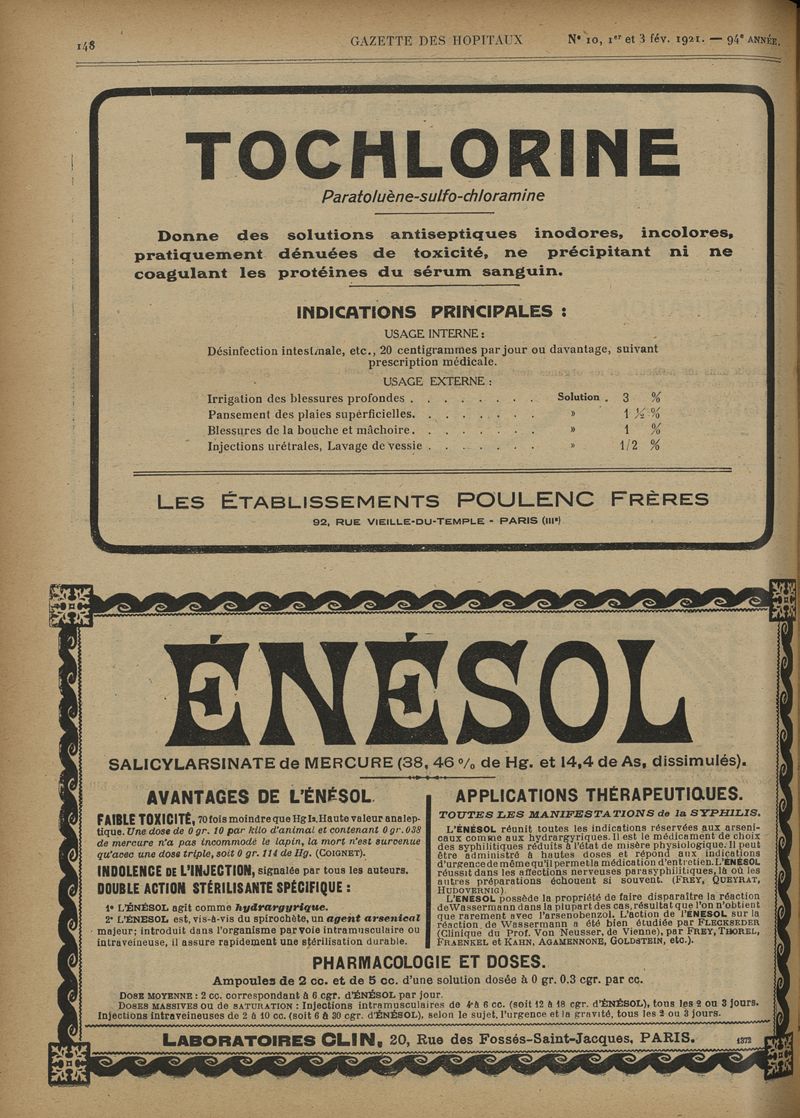 148 GAZETTE DES HOPITAUX Nº 10, 1er et 3 fév. 1921. — 94e ANNÉE.
TOCHLORINE
Paratoluène-sulfo-chloramine
Donne des solutions antiseptiques inodores, incolores,
pratiquement dénuées de toxicité, ne précipitant ni ne
coagulant les protéines du sérum sanguin.
INDICATIONS PRINCIPALES :
USAGE INTERNE :
Désinfection intestinale, etc., 20 centigrammes par jour ou davantage, suivant
prescription médicale.
USAGE EXTERNE :
Irrigation des blessures profondes . . . . . . . . Solution . 3 %
Pansement des plaies supérficielles. . . . . . . . » 1 ½ %
Blessures de la bouche et mâchoire. . . . . . . . » 1 %
Injections urétrales, Lavage de vessie . . . . . . . » 1/2 %
LES ÉTABLISSEMENTS POULENC FRÈRES
92, RUE VIEILLE-DU-TEMPLE - PARIS (IIIe)
ÉNÉSOL
SALICYLARSINATE de MERCURE (38, 46 % de Hg. et 14,4 de As, dissimulés).
AVANTAGES DE L'ÉNÉSOL
FAIBLE TOXICITÉ, 70 fois moindre que Hg I2. Haute valeur analep-
tique. Une dose de 0 gr. 10 par kilo d'animal et contenant 0 gr. 038
de mercure n'a pas incommodé le lapin, la mort n'est survenue
qu'avec une dose triple, soit 0 gr. 114 de Hg. (COIGNET).
INDOLENCE DE L'INJECTION, signalée par tous les auteurs.
DOUBLE ACTION STÉRILISANTE SPÉCIFIQUE :
1° L'ÉNÉSOL agit comme hydrargyrique.
2° L'ÉNESOL est, vis-à-vis du spirochète, un agent arsenical
majeur; introduit dans l'organisme par voie intramusculaire ou
intraveineuse, il assure rapidement une stérilisation durable.
APPLICATIONS THÉRAPEUTIQUES.
TOUTES LES MANIFESTATIONS de la SYPHILIS.
L'ÉNÉSOL réunit toutes les indications réservées aux arseni-
caux comme aux hydrargyriques. Il est le médicament de choix
des syphilitiques réduits à l'état de misère physiologique. Il peut
être administré à hautes doses et répond aux indications
d'urgence de même qu'il permet la médication d'entretien. L'ENESOL
réussit dans les affections nerveuses parasyphilitiques, là où les
autres préparations échouent si souvent. (FREY, QUEYRAT,
HUDOVERNIG).
L'ENESOL possède la propriété de faire disparaître la réaction
de Wassermann dans la plupart des cas, résultat que l'on n'obtient
que rarement avec l'arsenobenzol. L'action de l'ENESOL sur la
réaction de Wassermann a été bien étudiée par FLECKSEDER
(Clinique du Prof. Von Neusser, de Vienne), par FREY, THOREL,
FRAENKEL et KAHN, AGAMENNONE, GOLDSTEIN, etc.).
PHARMACOLOGIE ET DOSES.
Ampoules de 2 cc. et de 5 cc. d'une solution dosée à 0 gr. 0.3 cgr. par cc.
DOSE MOYENNE : 2 cc. correspondant à 6 cgr. d'ÉNÉSOL par jour.
DOSES MASSIVES OU de SATURATION : Injections intramusculaires de 4 à 6 cc. (soit 12 à 18 cgr. d'ÉNÉSOL), tous les 2 ou 3 jours.
Injections intraveineuses de 2 à 10 cc. (soit 6 à 30 cgr. d'ÉNÉSOL), selon le sujet, l'urgence et la gravité, tous les 2 ou 3 jours.
LABORATOIRES CLIN, 20, Rue des Fossés-Saint-Jacques, PARIS. 1372